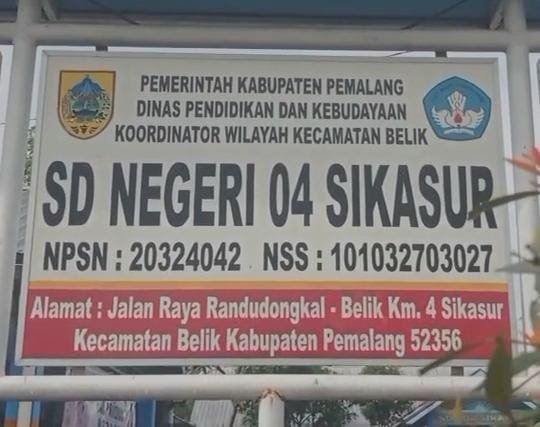 PEMERINTAH KABUPATEN PEMALANG
DINAS PENDIDIKAN DAN KEBUDAYAAN
KOORDINATOR WILAYAH KECAMATAN BELIK
SD NEGERI 04 SIKASUR
NPSN : 20324042 NSS : 101032703027
Alamat : Jalan Raya Randudongkal - Belik Km. 4 Sikasur
Kecamatan Belik Kabupaten Pemalang 52356